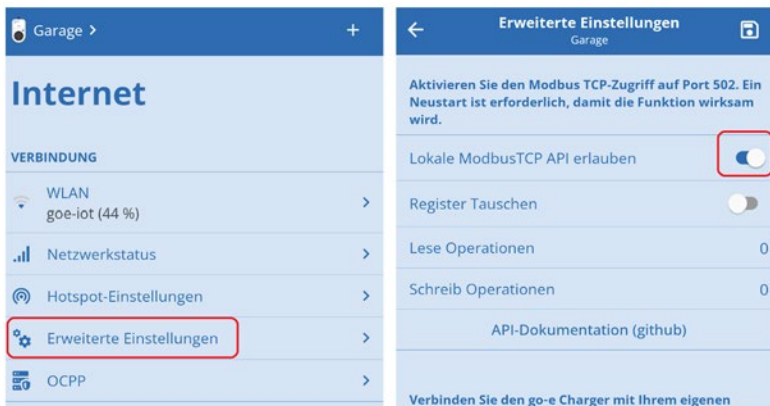 Garage >
+
Internet
VERBINDUNG
WLAN
goe-iot (44 %)
Netzwerkstatus
Hotspot-Einstellungen
Erweiterte Einstellungen
OCPP
Erweiterte Einstellungen
Garage
Aktivieren Sie den Modbus TCP-Zugriff auf Port 502. Ein
Neustart ist erforderlich, damit die Funktion wirksam
wird.
Lokale ModbusTCP API erlauben
Register Tauschen
Lese Operationen 0
Schreib Operationen 0
API-Dokumentation (github)
Verbinden Sie den go-e Charger mit Ihrem eigenen